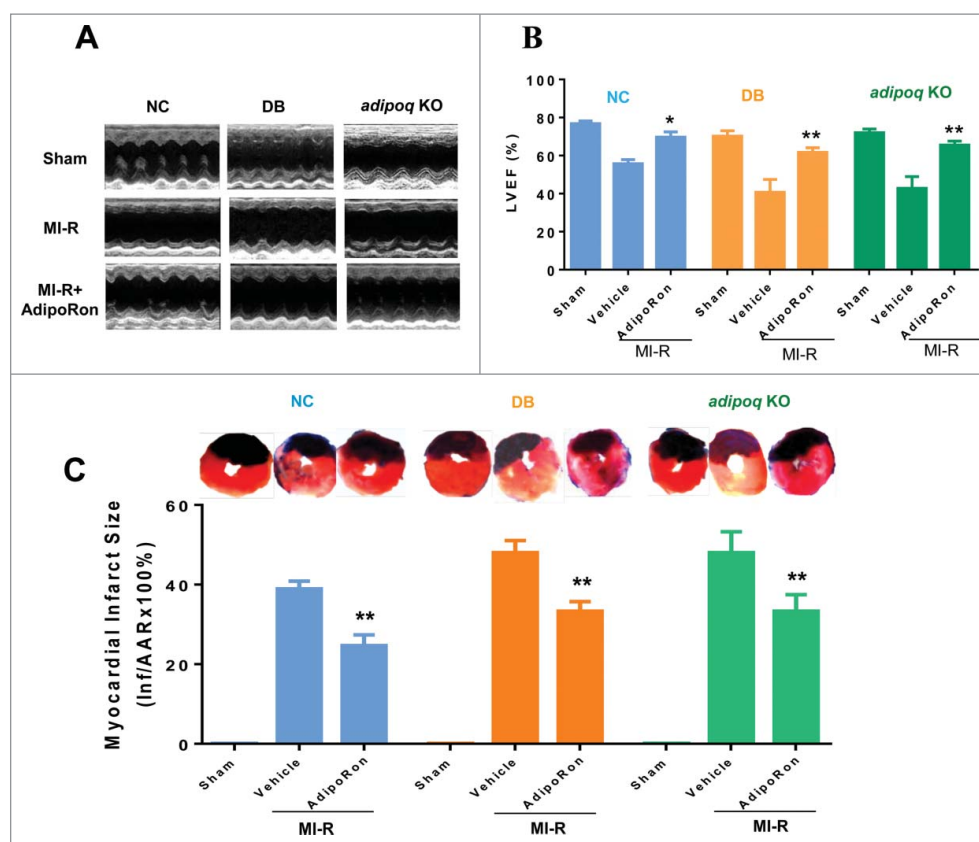 A
NC DB adipoq KO
Sham
MI-R
MI-R+
AdipoRon
B
LVEF (%)
100
80
60
40
20
0
NC DB adipoq KO
* ** **
Sham Vehicle AdipoRon Sham Vehicle AdipoRon Sham Vehicle AdipoRon
MI-R MI-R MI-R
C
NC DB adipoq KO
Myocardial Infarct Size
(Inf/AARx100%)
60
40
20
0
** ** **
Sham Vehicle AdipoRon Sham Vehicle AdipoRon Sham Vehicle AdipoRon
MI-R MI-R MI-R